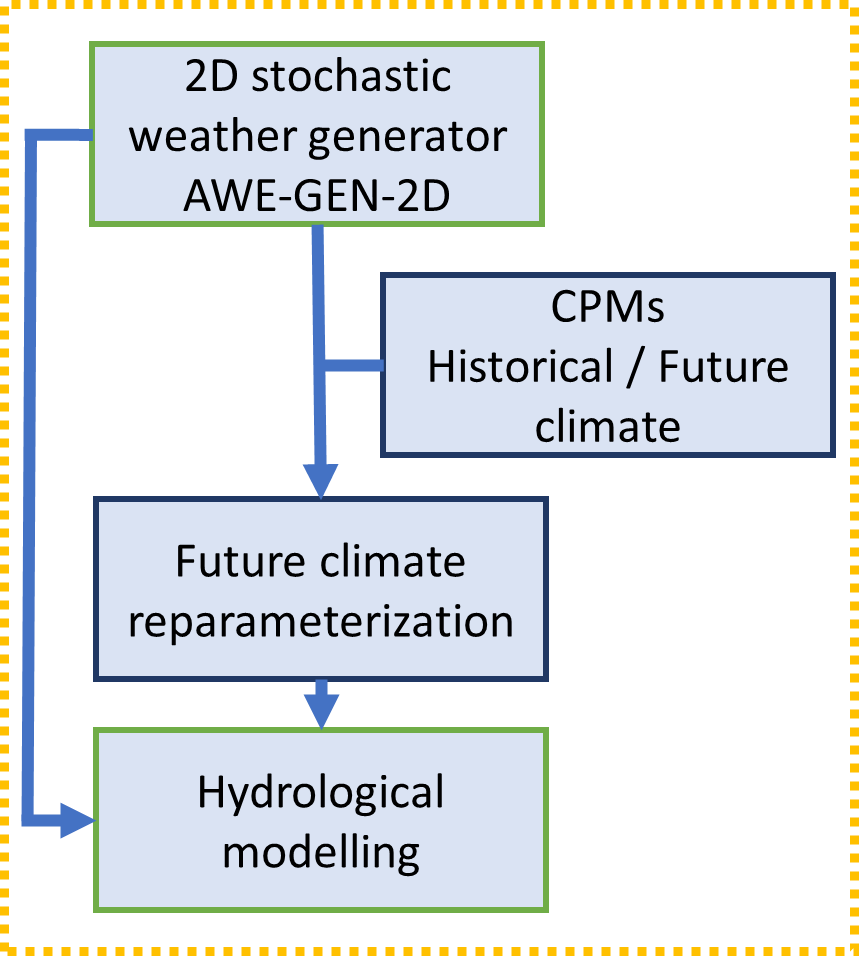 2D stochastic
weather generator
AWE-GEN-2D
CPMs
Historical / Future
climate
Future climate
reparameterization
Hydrological
modelling